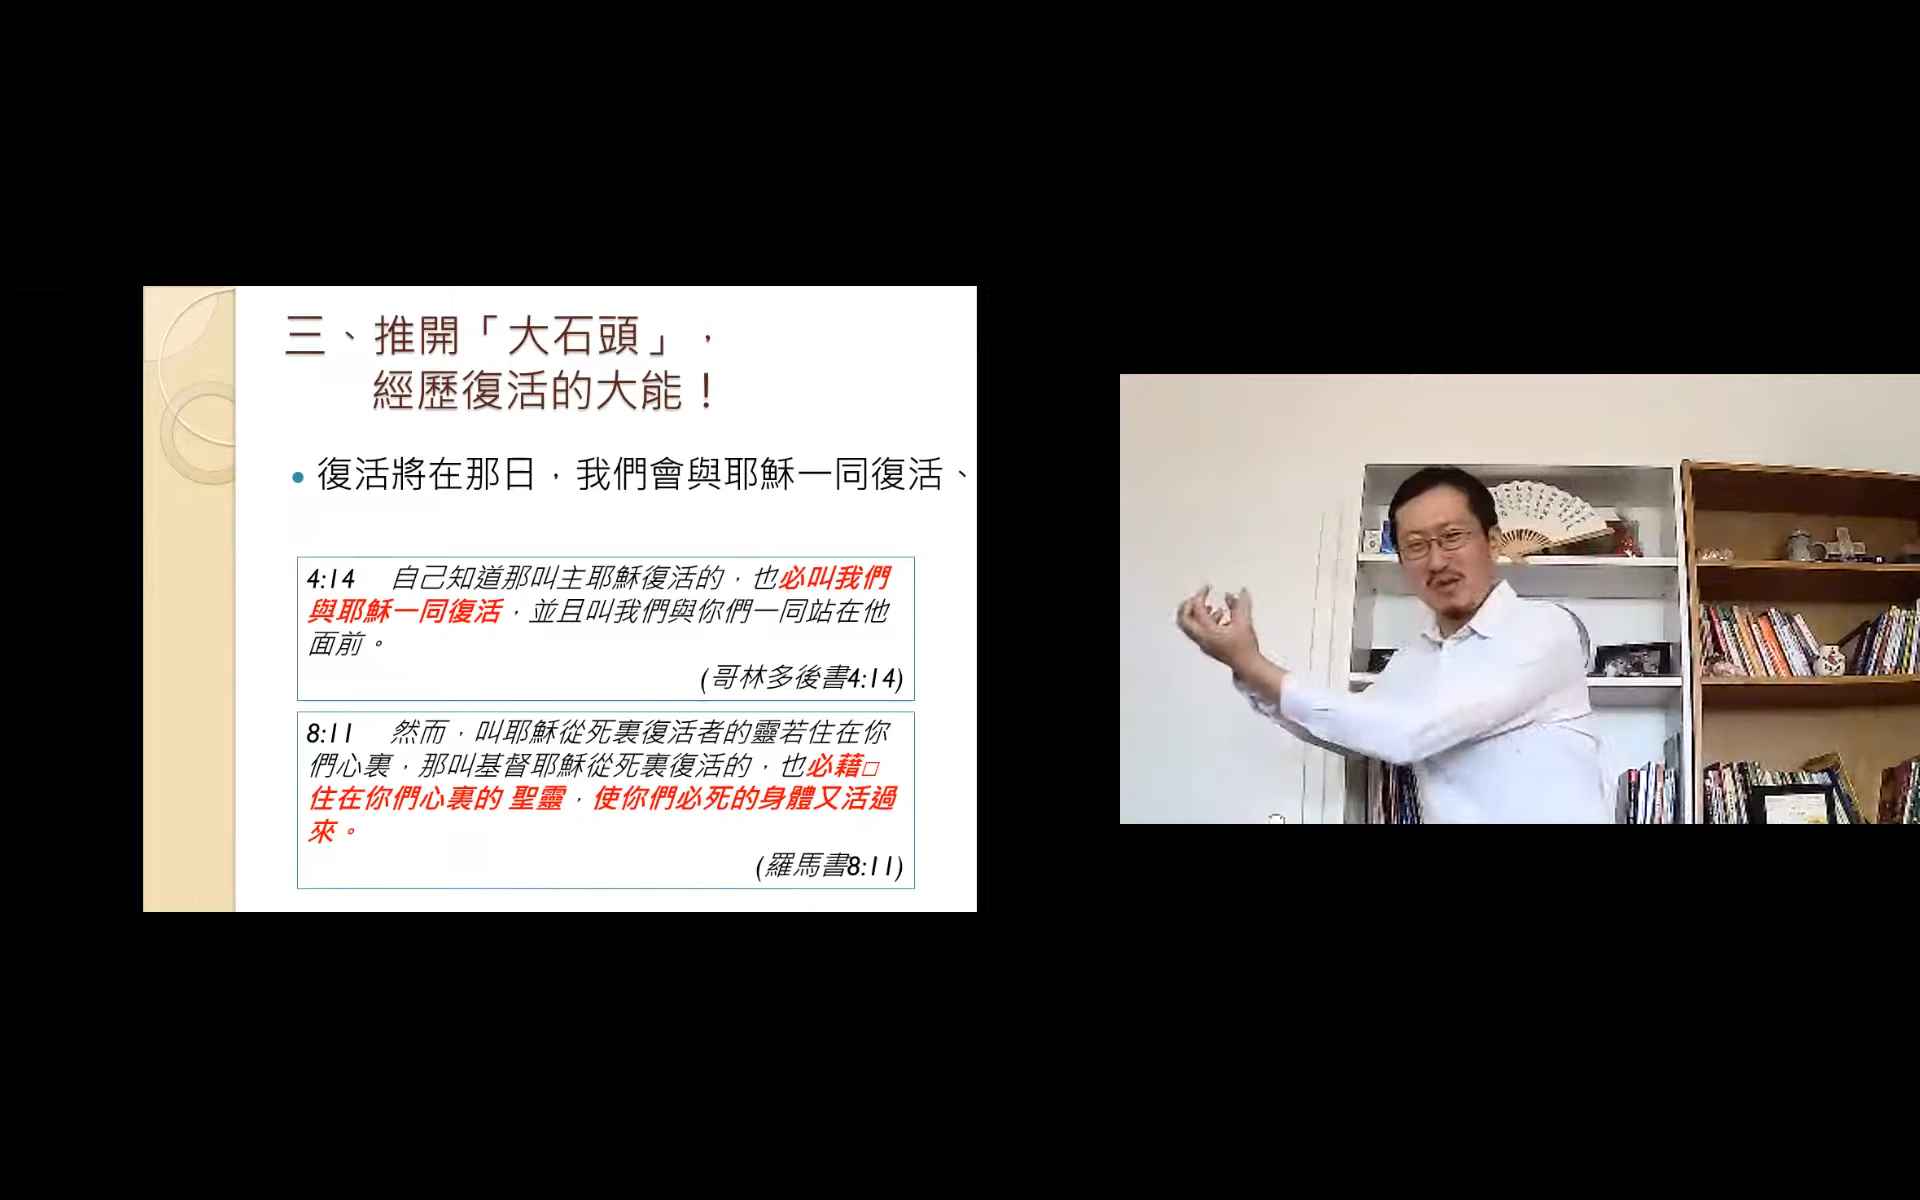 三、推開「大石頭」，
經歷復活的大能！
• 復活將在那日，我們會與耶穌一同復活、
4:14 自己知道那叫主耶穌復活的，也必叫我們
與耶穌一同復活，並且叫我們與你們一同站在他
面前。
(哥林多後書4:14)
8:11 然而，叫耶穌從死裏復活者的靈若住在你
們心裏，那叫基督耶穌從死裏復活的，也必藉□
住在你們心裏的 聖靈，使你們必死的身體又活過
來。
(羅馬書8:11)